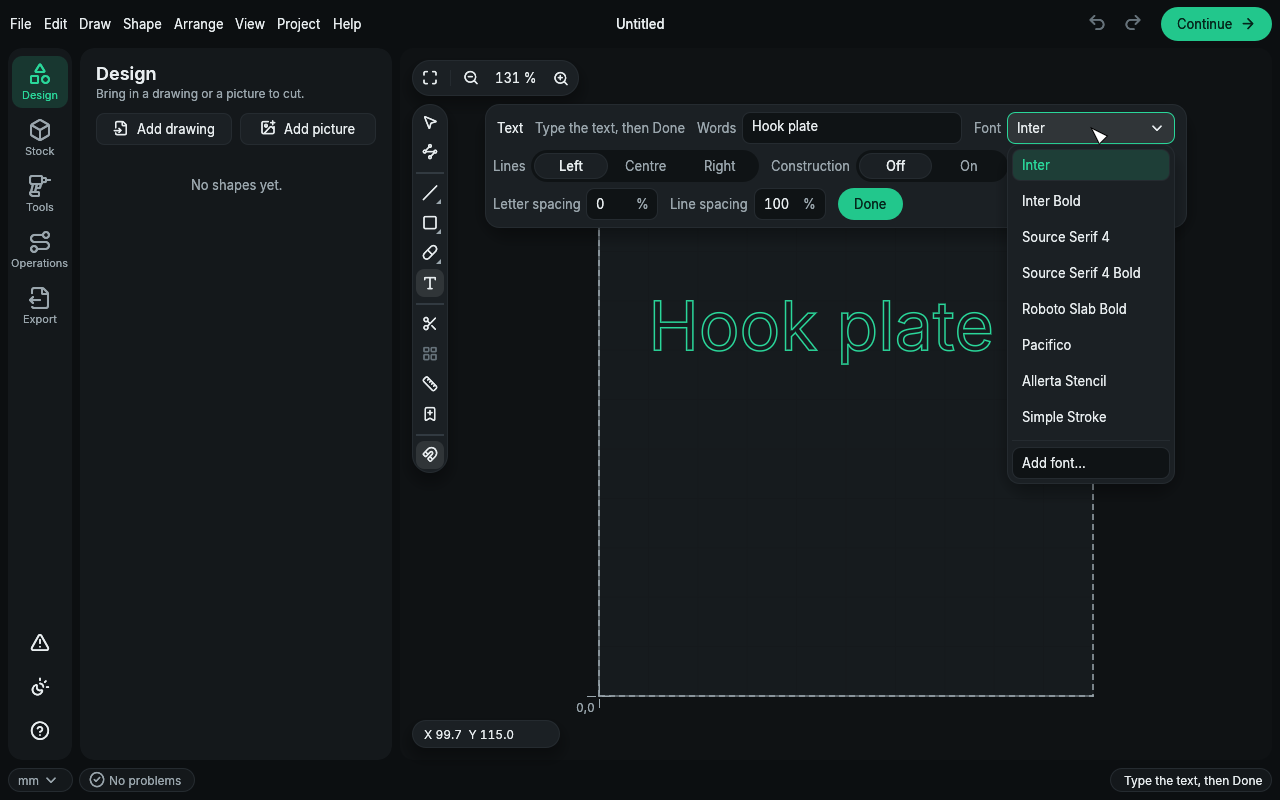 File Edit Draw Shape Arrange View Project Help
Untitled
Continue
Design
Stock
Tools
Operations
Export
Design
Bring in a drawing or a picture to cut.
Add drawing
Add picture
No shapes yet.
131 %
Text Type the text, then Done Words Hook plate Font Inter
Lines Left Centre Right Construction Off On
Letter spacing 0 % Line spacing 100 % Done
Inter
Inter Bold
Source Serif 4
Source Serif 4 Bold
Roboto Slab Bold
Pacifico
Allerta Stencil
Simple Stroke
Add font...
Hook plate
0,0
X 99.7 Y 115.0
mm
No problems
Type the text, then Done